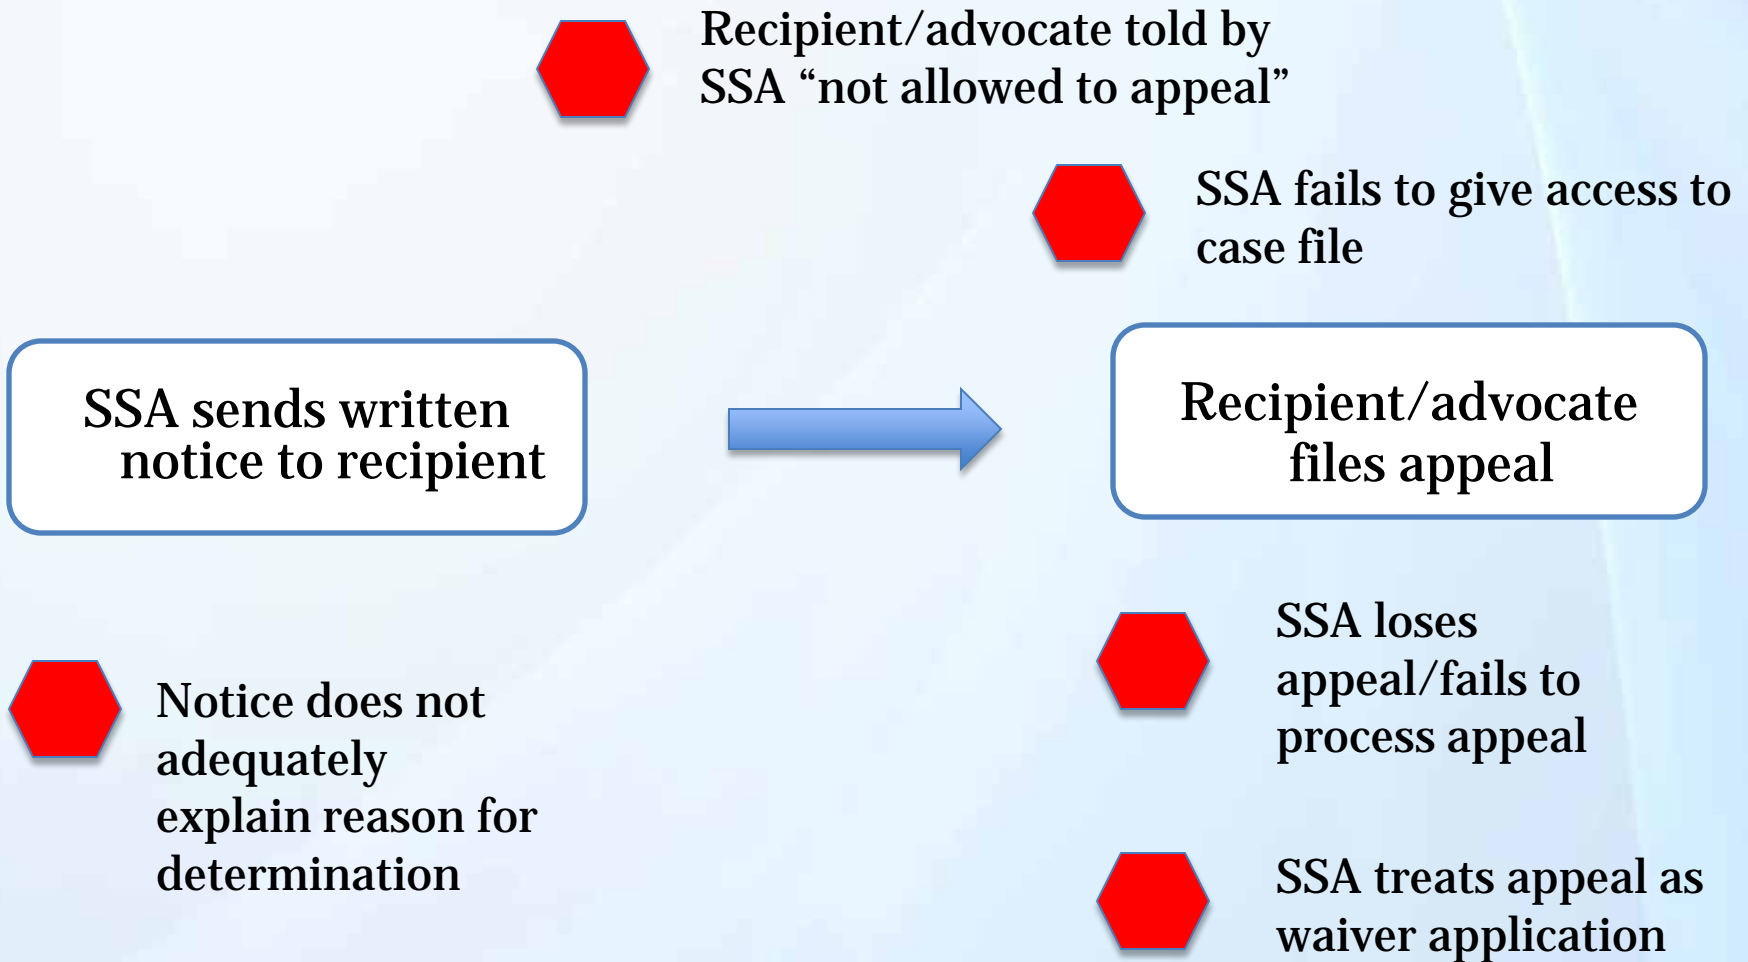 Recipient/advocate told by
SSA “not allowed to appeal”
SSA fails to give access to
case file
SSA sends written
notice to recipient
Recipient/advocate
files appeal
Notice does not
adequately
explain reason for
determination
SSA loses
appeal/fails to
process appeal
SSA treats appeal as
waiver application